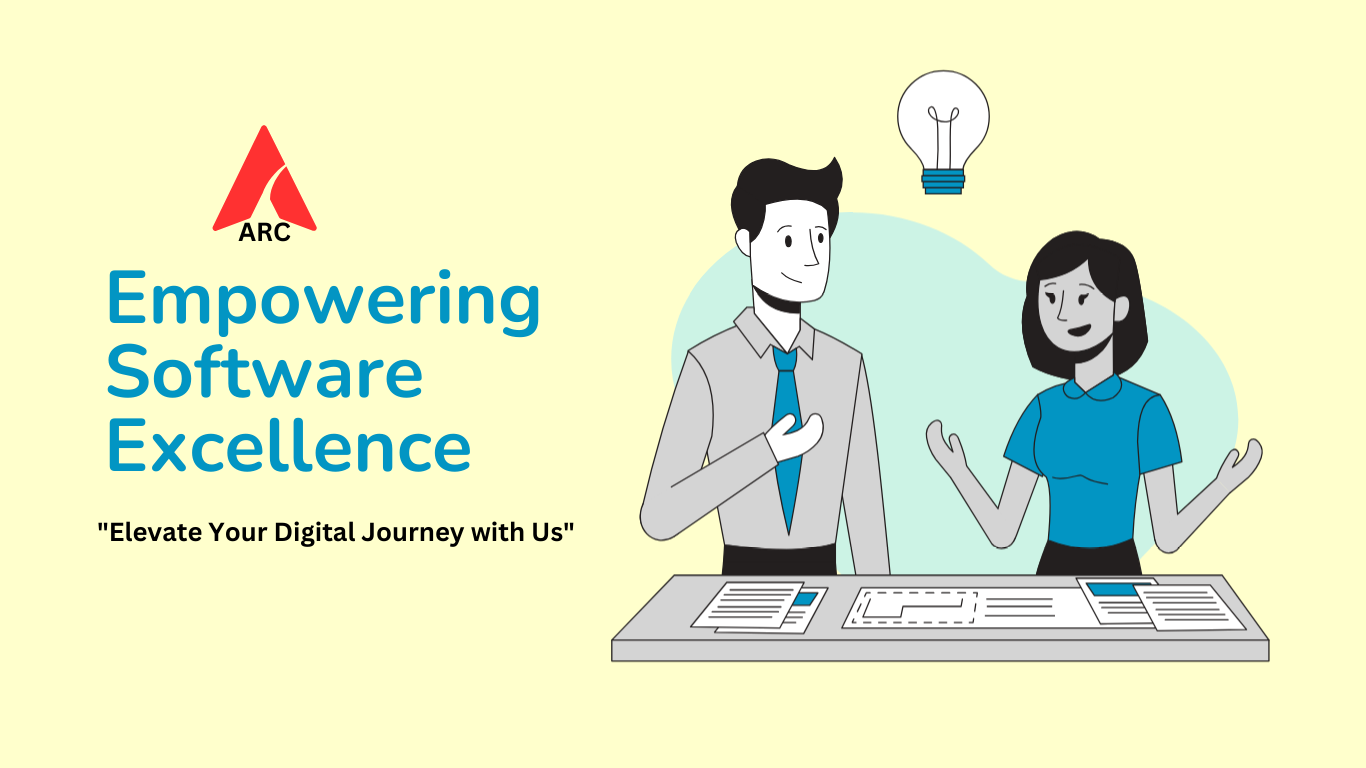 ARC
Empowering
Software
Excellence
"Elevate Your Digital Journey with Us"